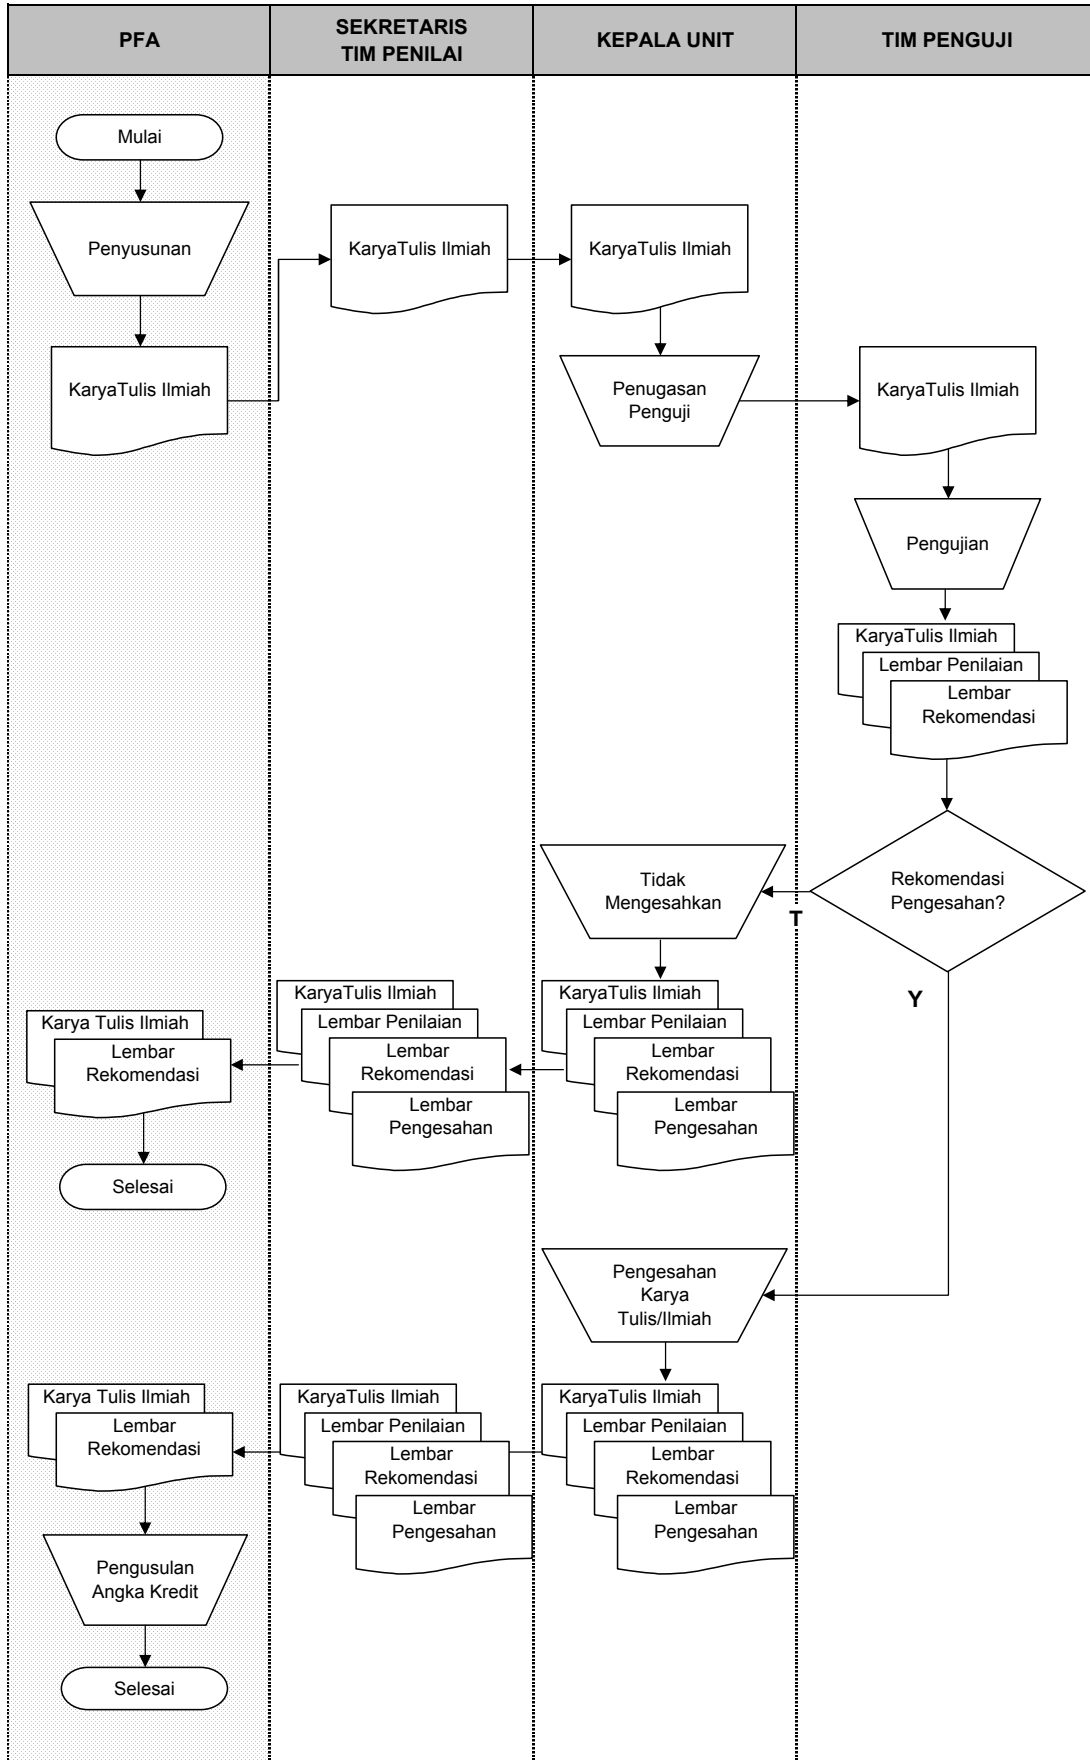 PFA
SEKRETARIS
TIM PENILAI
KEPALA UNIT
TIM PENGUJI
Mulai
Penyusunan
KaryaTulis Ilmiah
KaryaTulis Ilmiah
KaryaTulis Ilmiah
Penugasan
Penguji
KaryaTulis Ilmiah
Pengujian
KaryaTulis Ilmiah
Lembar Penilaian
Lembar
Rekomendasi
Rekomendasi
Pengesahan?
T
Y
Tidak
Mengesahkan
KaryaTulis Ilmiah
Lembar Penilaian
Lembar
Rekomendasi
Lembar
Pengesahan
KaryaTulis Ilmiah
Lembar Penilaian
Lembar
Rekomendasi
Lembar
Pengesahan
Karya Tulis Ilmiah
Lembar
Rekomendasi
Selesai
Pengesahan
Karya
Tulis/Ilmiah
KaryaTulis Ilmiah
Lembar Penilaian
Lembar
Rekomendasi
Lembar
Pengesahan
KaryaTulis Ilmiah
Lembar Penilaian
Lembar
Rekomendasi
Lembar
Pengesahan
Karya Tulis Ilmiah
Lembar
Rekomendasi
Pengusulan
Angka Kredit
Selesai